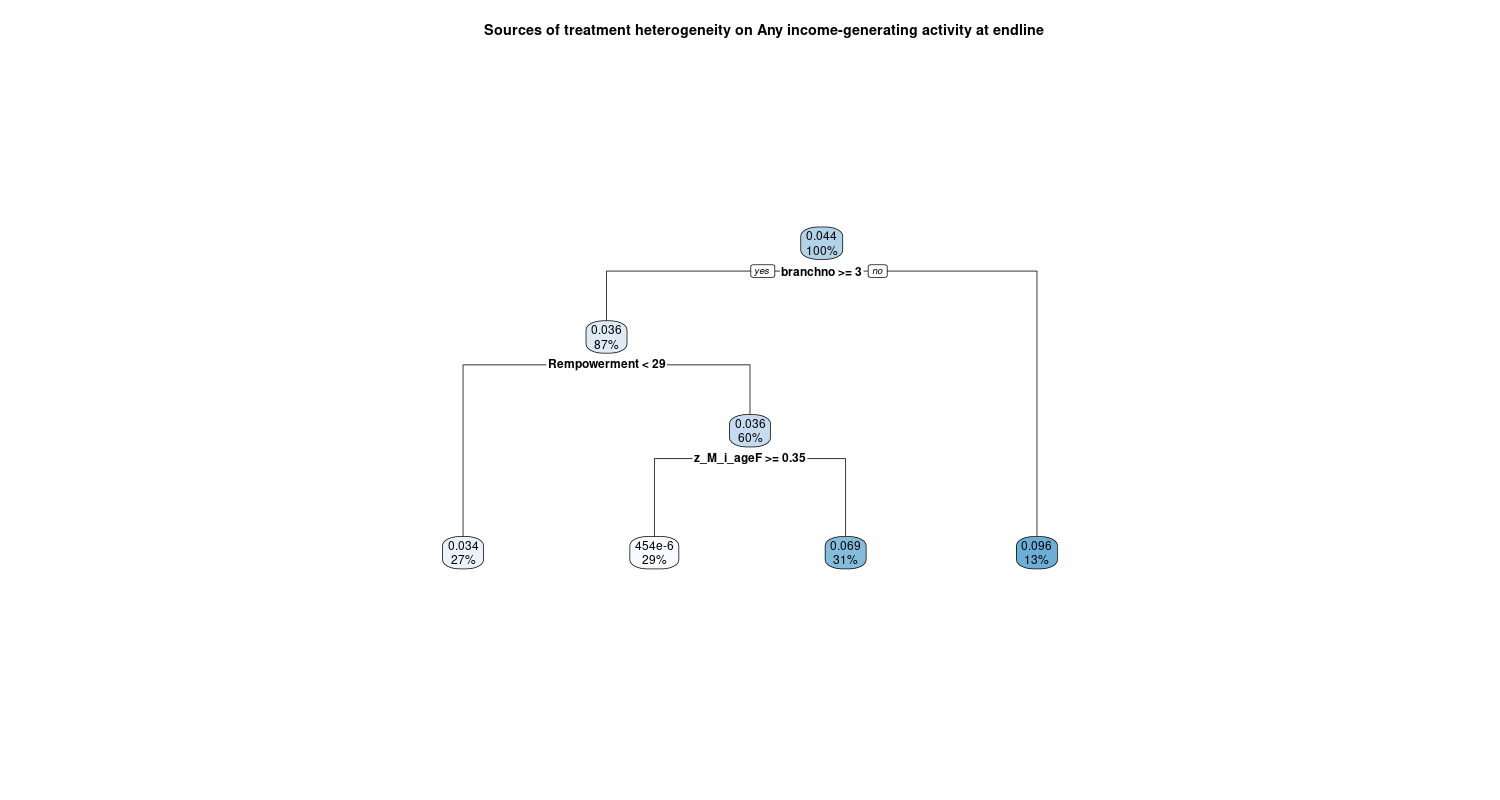 Sources of treatment heterogeneity on Any income-generating activity at endline
0.044
100%
yes branchno >= 3 no
0.036
87%
Rempowerment < 29
0.036
60%
z_M_i_ageF >= 0.35
0.034
27%
454e-6
29%
0.069
31%
0.096
13%